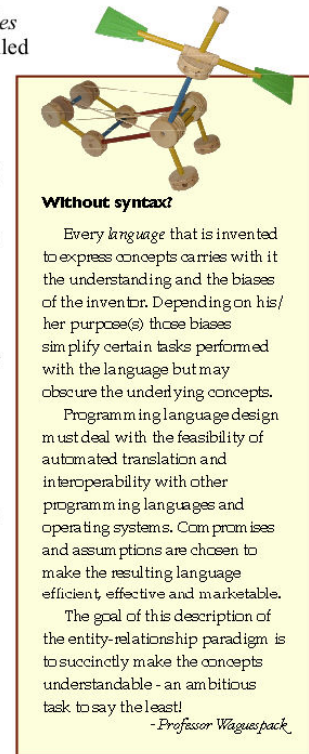 es
led
Without syntax?
Every language that is invented
to express concepts carries with it
the understanding and the biases
of the inventor. Depending on his/
her purpose(s) those biases
simplify certain tasks performed
with the language but may
obscure the underlying concepts.
Programming language design
must deal with the feasibility of
automated translation and
interoperability with other
programming languages and
operating systems. Compromises
and assumptions are chosen to
make the resulting language
efficient, effective and marketable.
The goal of this description of
the entity-relationship paradigm is
to succinctly make the concepts
understandable - an ambitious
task to say the least!
- Professor Waguespack